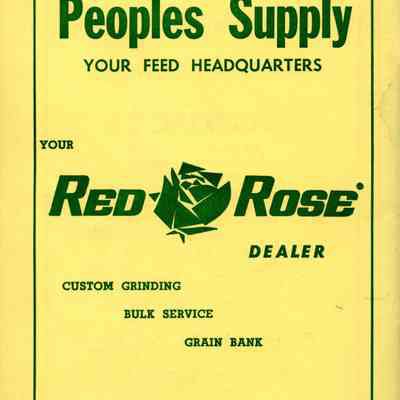 Peoples Supply
YOUR FEED HEADQUARTERS
YOUR
RED ROSE
DEALER
CUSTOM GRINDING
BULK SERVICE
GRAIN BANK